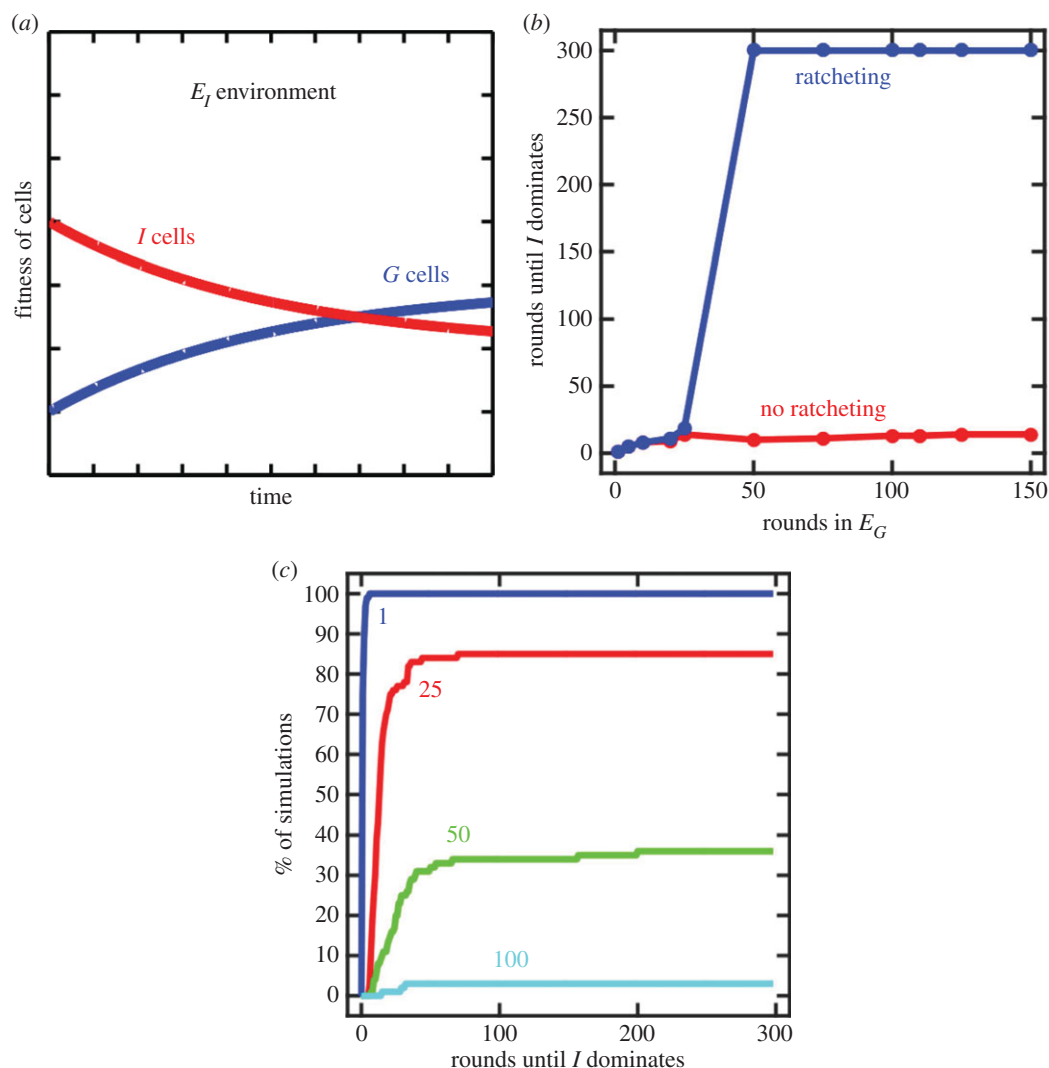 (a)
E_I environment
I cells
G cells
fitness of cells
time
(b)
300
250
200
150
100
50
0
ratcheting
no ratcheting
rounds until I dominates
0 50 100 150
rounds in E_G
(c)
100
90
80
70
60
50
40
30
20
10
0
1
25
50
100
% of simulations
0 100 200 300
rounds until I dominates